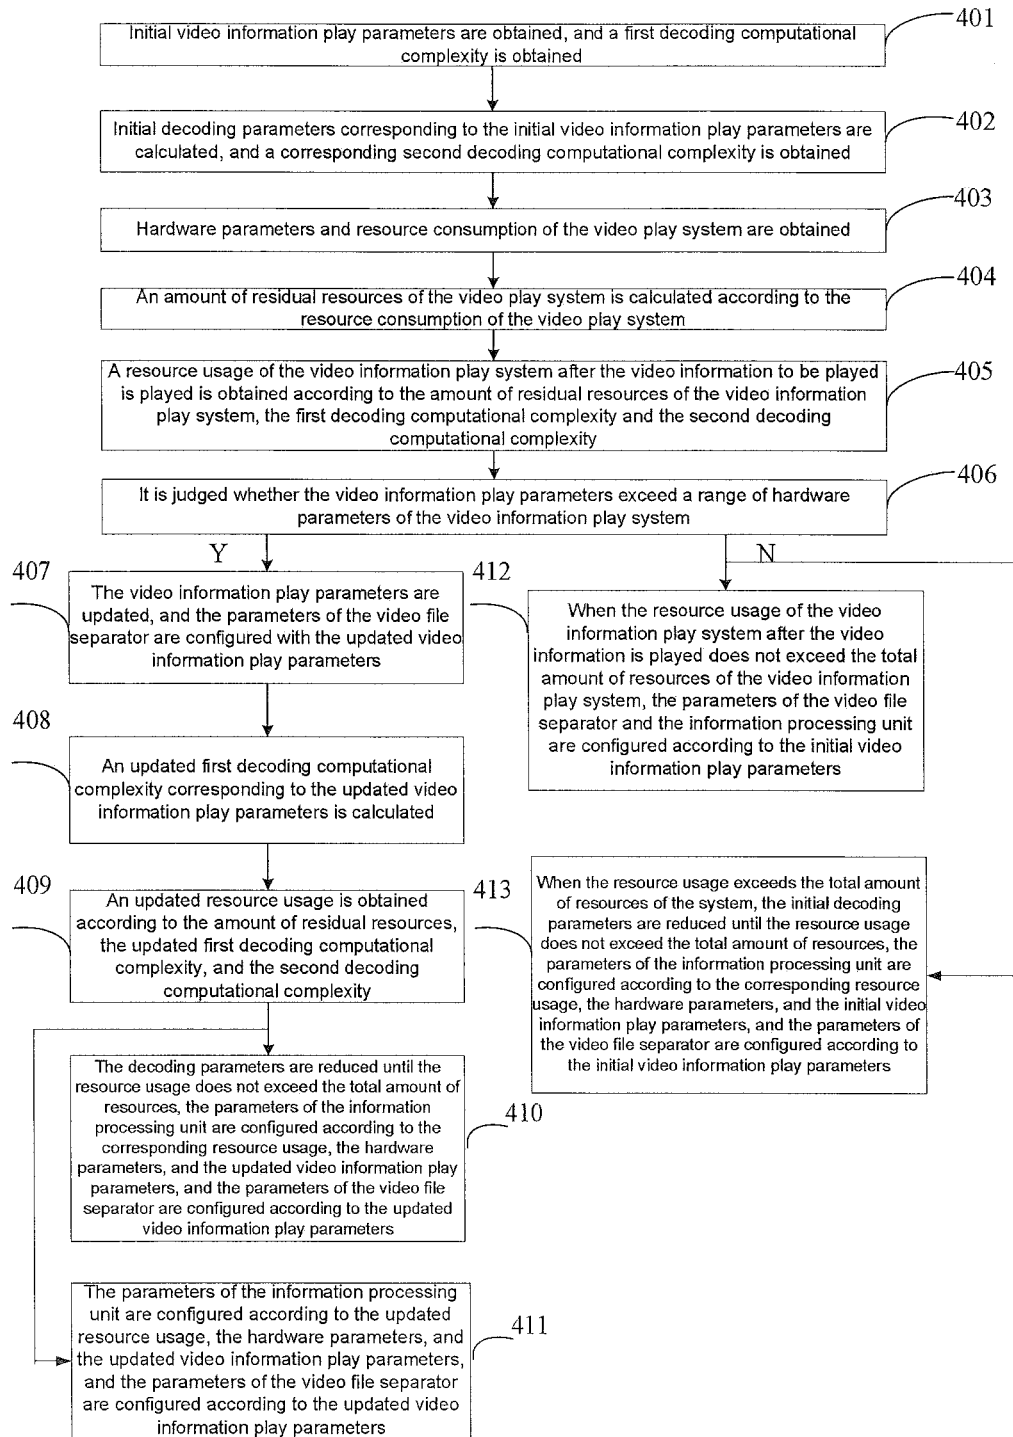 401
Initial video information play parameters are obtained, and a first decoding computational
complexity is obtained
402
Initial decoding parameters corresponding to the initial video information play parameters are
calculated, and a corresponding second decoding computational complexity is obtained
403
Hardware parameters and resource consumption of the video play system are obtained
404
An amount of residual resources of the video play system is calculated according to the
resource consumption of the video play system
405
A resource usage of the video information play system after the video information to be played
is played is obtained according to the amount of residual resources of the video information
play system, the first decoding computational complexity and the second decoding
computational complexity
406
It is judged whether the video information play parameters exceed a range of hardware
parameters of the video information play system
Y
N
407
The video information play parameters are
updated, and the parameters of the video file
separator are configured with the updated video
information play parameters
412
When the resource usage of the video
information play system after the video
information is played does not exceed the total
amount of resources of the video information
play system, the parameters of the video file
separator and the information processing unit
are configured according to the initial video
information play parameters
408
An updated first decoding computational
complexity corresponding to the updated video
information play parameters is calculated
409
An updated resource usage is obtained
according to the amount of residual resources,
the updated first decoding computational
complexity, and the second decoding
computational complexity
413
When the resource usage exceeds the total amount
of resources of the system, the initial decoding
parameters are reduced until the resource usage
does not exceed the total amount of resources, the
parameters of the information processing unit are
configured according to the corresponding resource
usage, the hardware parameters, and the initial video
information play parameters, and the parameters of
the video file separator are configured according to
the initial video information play parameters
410
The decoding parameters are reduced until the
resource usage does not exceed the total amount of
resources, the parameters of the information
processing unit are configured according to the
corresponding resource usage, the hardware
parameters, and the updated video information play
parameters, and the parameters of the video file
separator are configured according to the updated
video information play parameters
411
The parameters of the information processing
unit are configured according to the updated
resource usage, the hardware parameters, and
the updated video information play parameters,
and the parameters of the video file separator
are configured according to the updated video
information play parameters